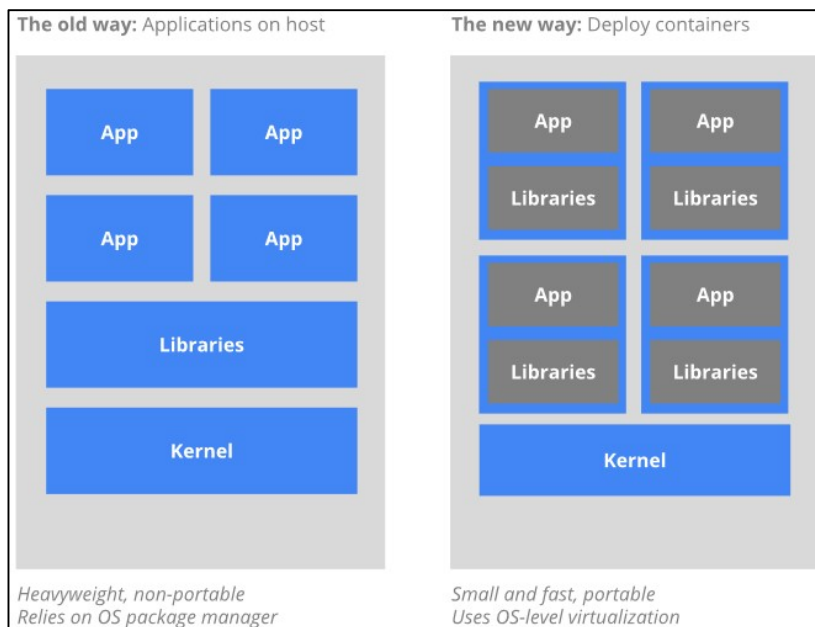 The old way: Applications on host
App App
App App
Libraries
Kernel
Heavyweight, non-portable
Relies on OS package manager
The new way: Deploy containers
App App
Libraries Libraries
App App
Libraries Libraries
Kernel
Small and fast, portable
Uses OS-level virtualization